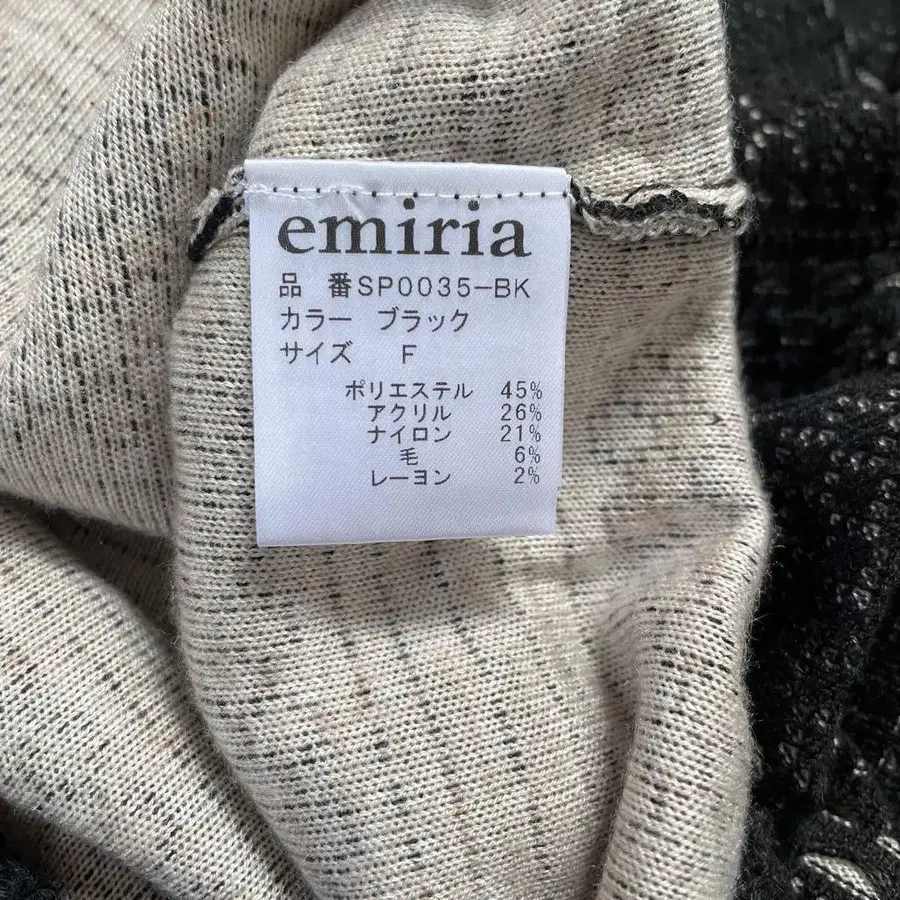 emiria
品 番SP0035-BK
カラー ブラック
サイズ F
ポリエステル 45%
アクリル 26%
ナイロン 21%
毛 6%
レーヨン 2%